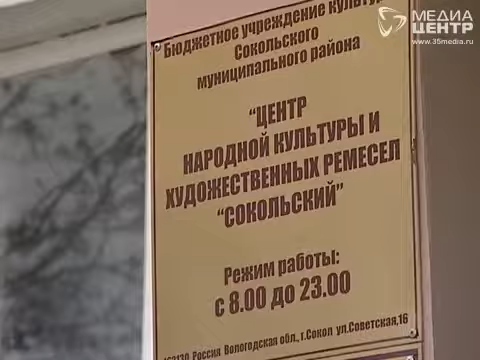 МЕДИА
ЦЕНТР
www.35media.ru
Бюджетное учреждение культуры
Сокольского
муниципального района
"ЦЕНТР
НАРОДНОЙ КУЛЬТУРЫ И
ХУДОЖЕСТВЕННЫХ РЕМЕСЕЛ
"СОКОЛЬСКИЙ"
Режим работы:
с 8.00 до 23.00
162130, Россия Вологодская обл., г.Сокол ул.Советская,16